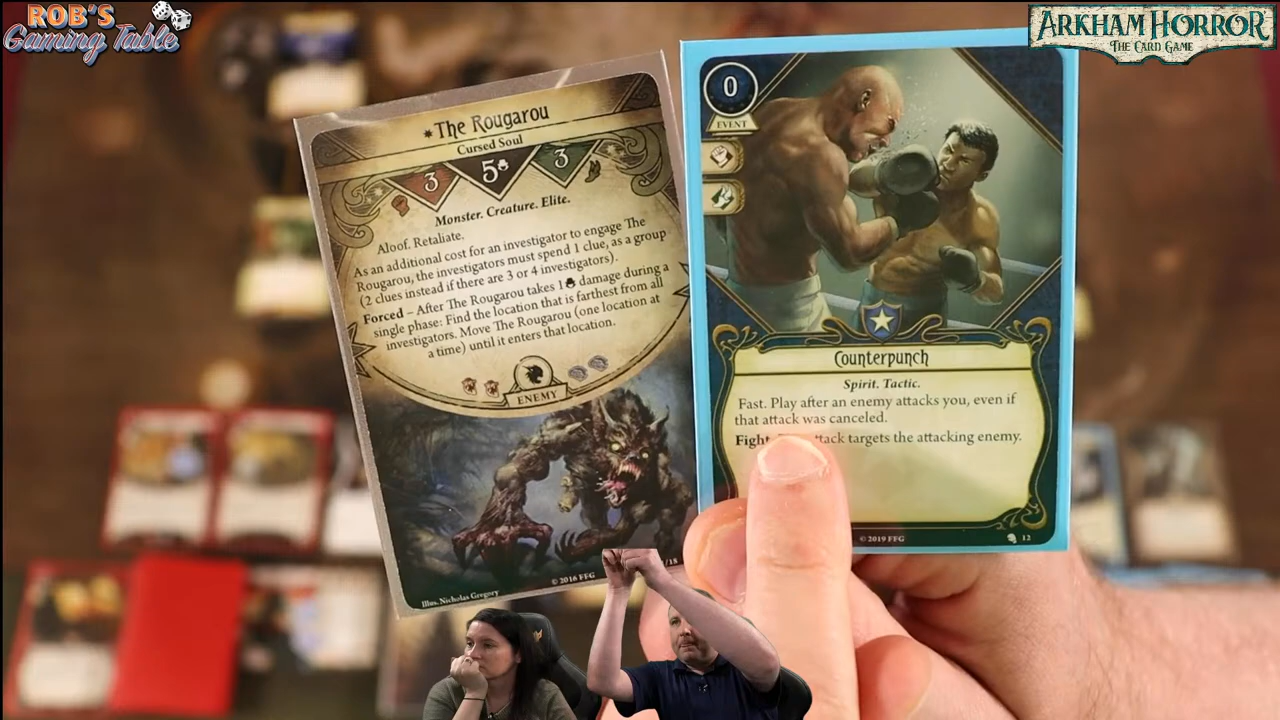 ROB'S
Gaming Table
ARKHAM HORROR
THE CARD GAME
The Rougarou
Cursed Soul
3 5 3
Monster. Creature. Elite.
Aloof. Retaliate.
As an additional cost for an investigator to engage The
Rougarou, the investigators must spend 1 clue, as a group
(2 clues instead if there are 3 or 4 investigators).
Forced – After The Rougarou takes 1 damage during a
single phase: Find the location that is farthest from all
investigators. Move The Rougarou (one location at
a time) until it enters that location.
ENEMY
Illus. Nicholas Gregory
© 2016 FFG
/18
0
EVENT
Counterpunch
Spirit. Tactic.
Fast. Play after an enemy attacks you, even if
that attack was canceled.
Fight. attack targets the attacking enemy.
© 2019 FFG
12